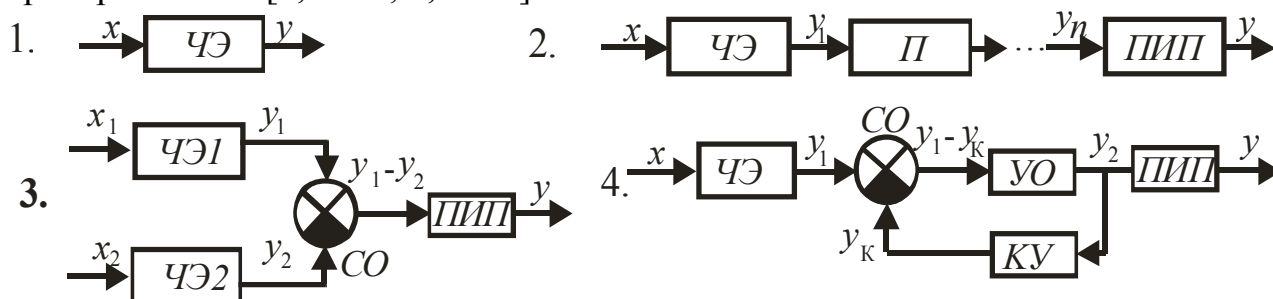 1. x ЧЭ y
2. x ЧЭ y₁ П … yₙ ПИП y
3. x₁ ЧЭ1 y₁
y₁-y₂ ПИП y
x₂ ЧЭ2 y₂ СО
4. x ЧЭ y₁ СО y₁-yК УО y₂ ПИП y
yК КУ